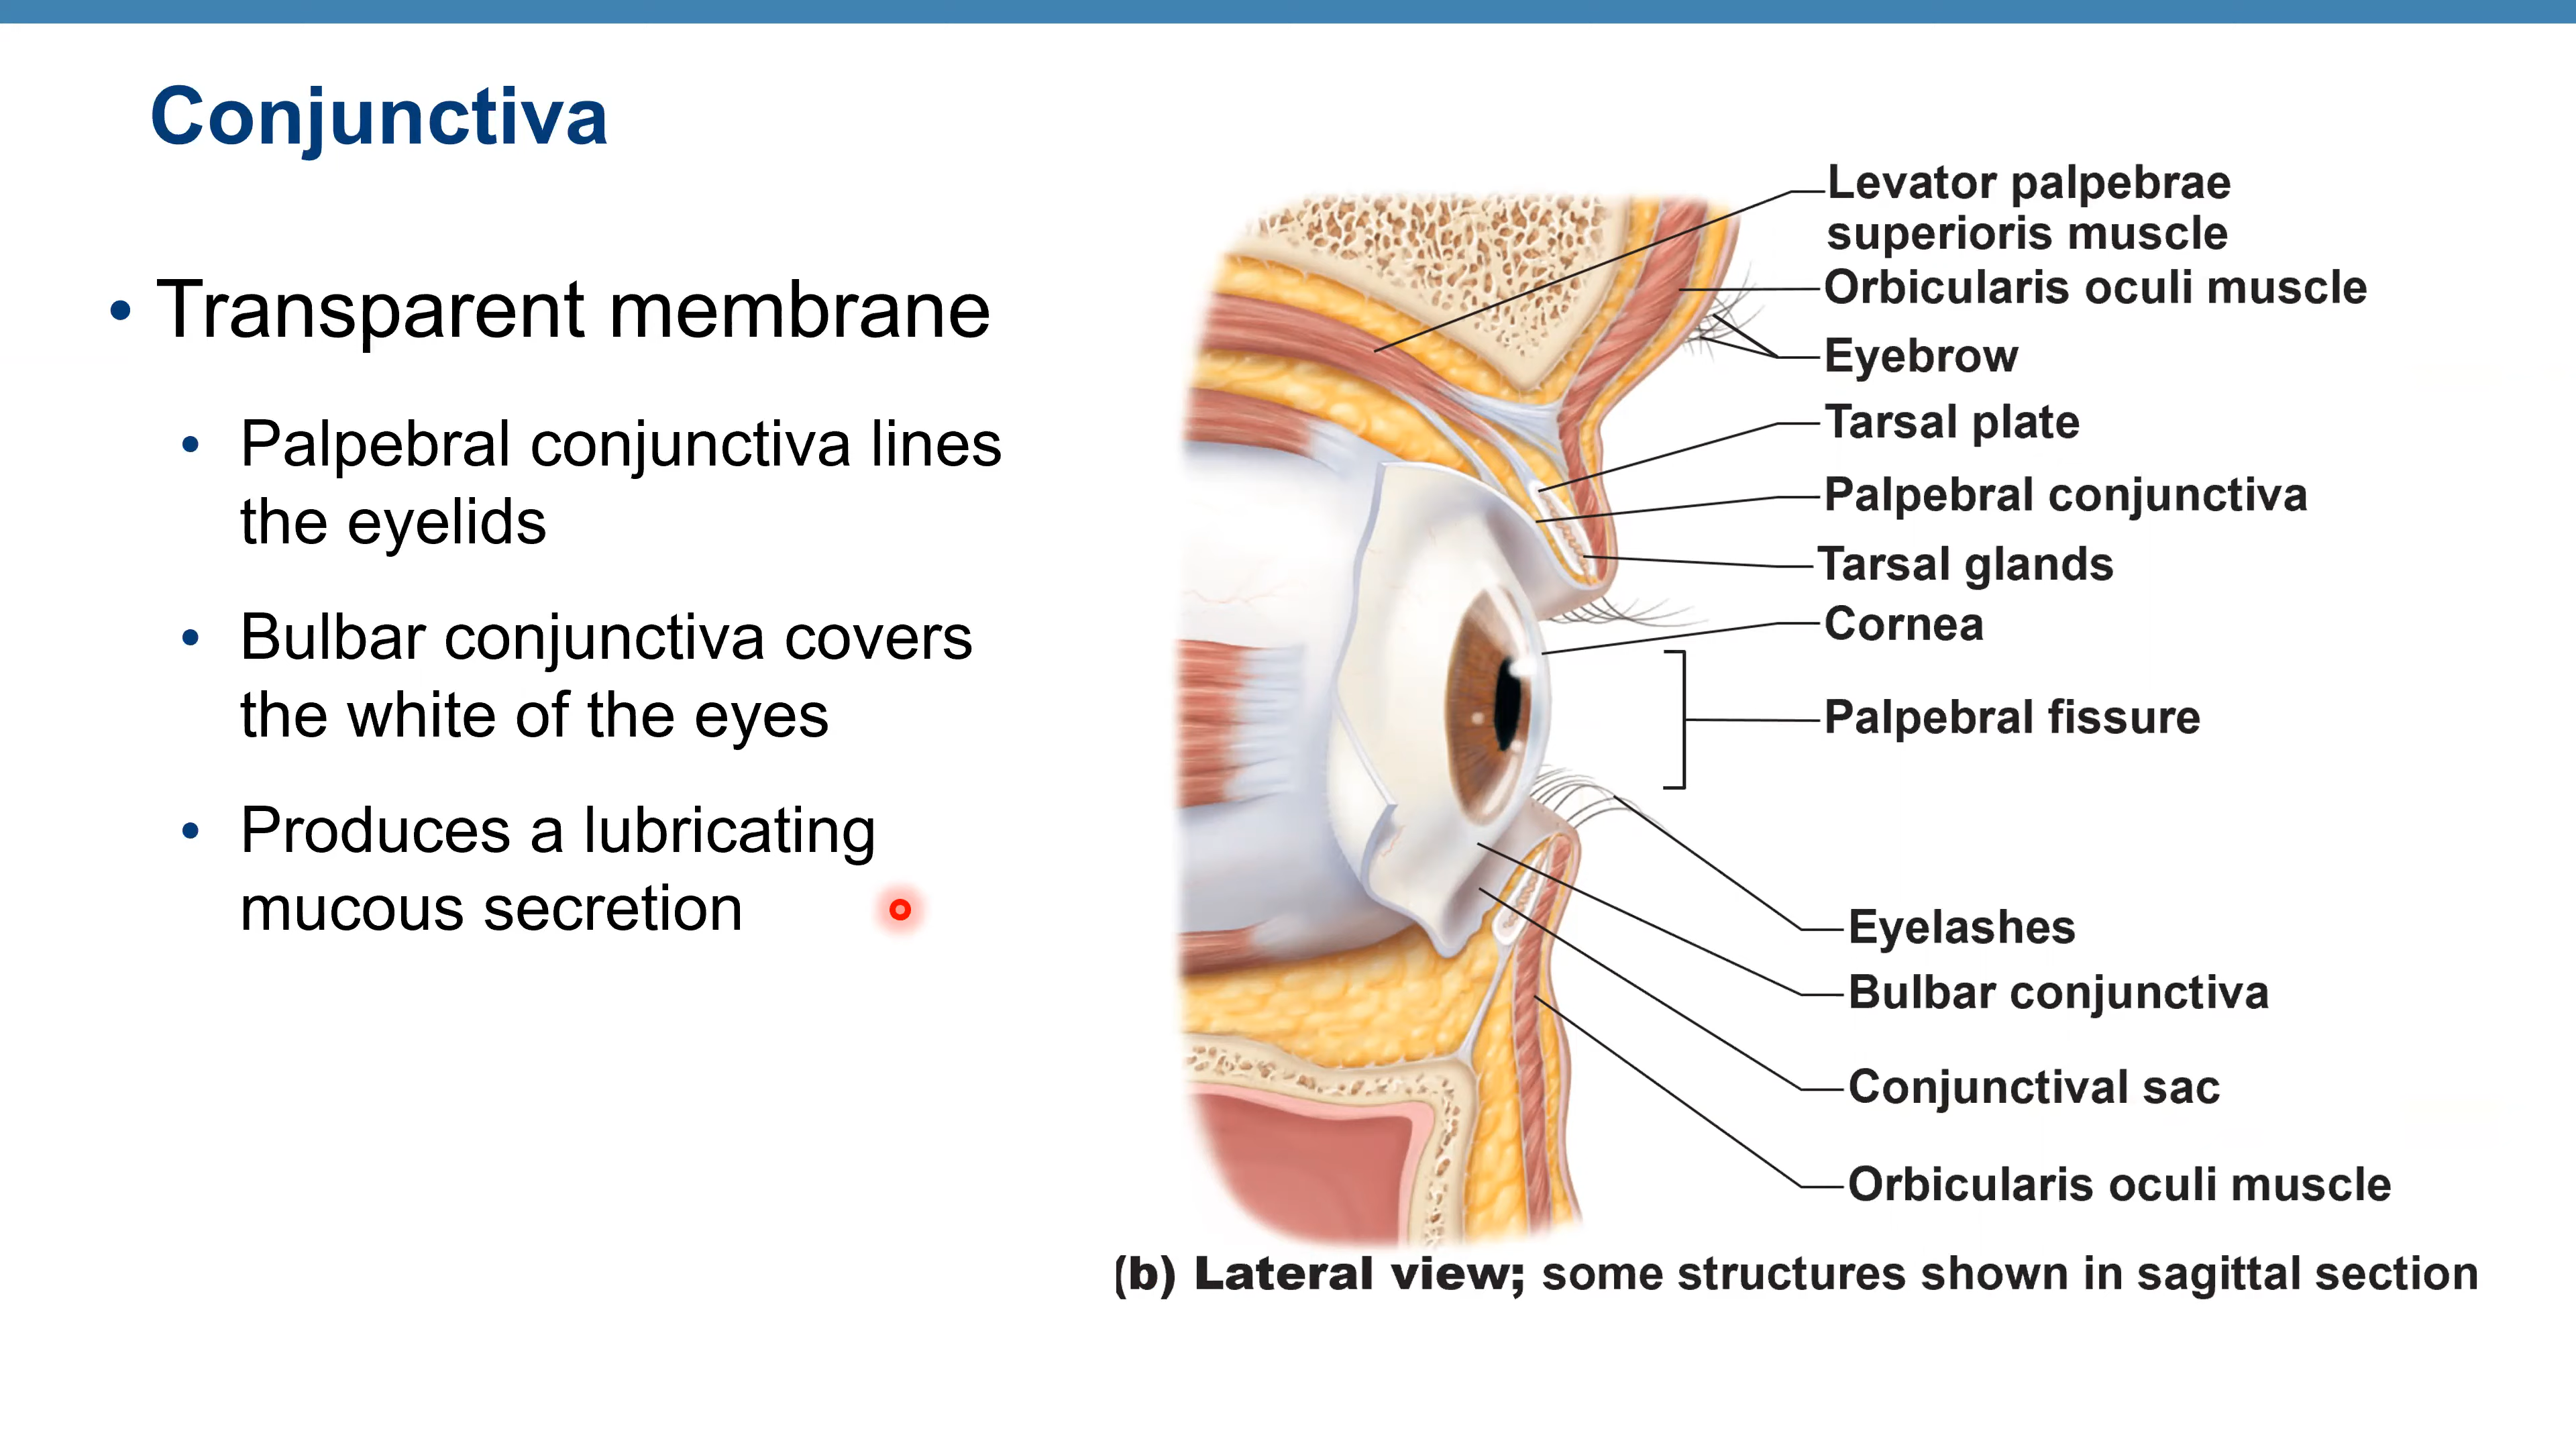 Conjunctiva
• Transparent membrane
• Palpebral conjunctiva lines
the eyelids
• Bulbar conjunctiva covers
the white of the eyes
• Produces a lubricating
mucous secretion
Levator palpebrae
superioris muscle
Orbicularis oculi muscle
Eyebrow
Tarsal plate
Palpebral conjunctiva
Tarsal glands
Cornea
Palpebral fissure
Eyelashes
Bulbar conjunctiva
Conjunctival sac
Orbicularis oculi muscle
(b) Lateral view; some structures shown in sagittal section